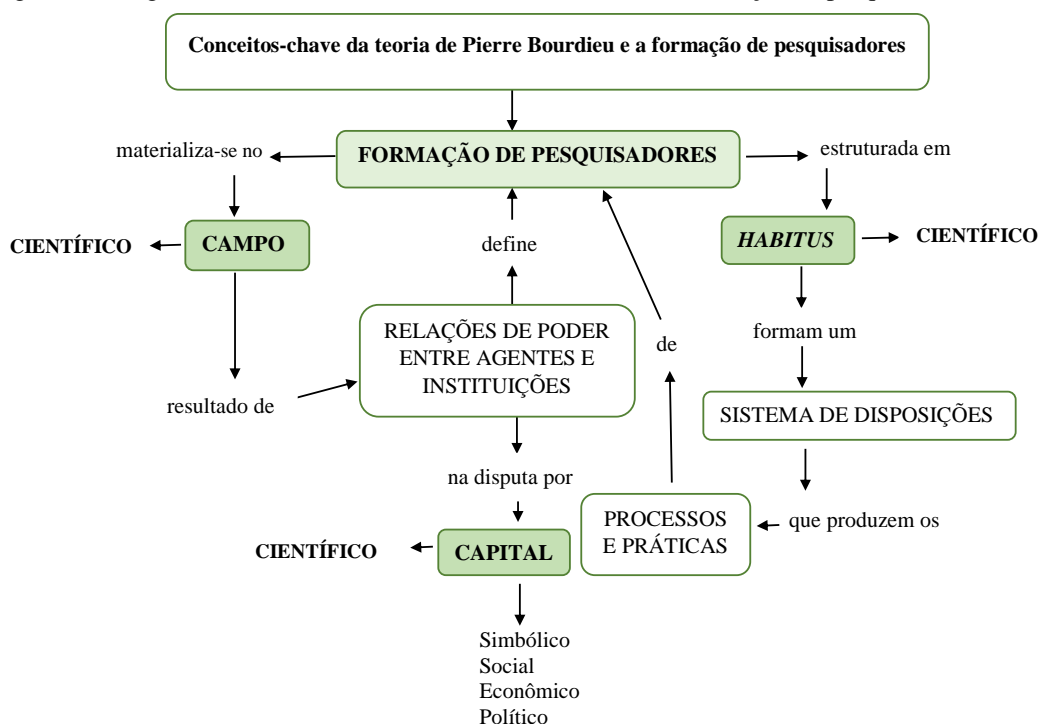 Conceitos-chave da teoria de Pierre Bourdieu e a formação de pesquisadores
FORMAÇÃO DE PESQUISADORES
materializa-se no
estruturada em
CIENTÍFICO
CAMPO
define
HABITUS
CIENTÍFICO
RELAÇÕES DE PODER
ENTRE AGENTES E
INSTITUIÇÕES
de
formam um
resultado de
SISTEMA DE DISPOSIÇÕES
na disputa por
PROCESSOS
E PRÁTICAS
que produzem os
CIENTÍFICO
CAPITAL
Simbólico
Social
Econômico
Político